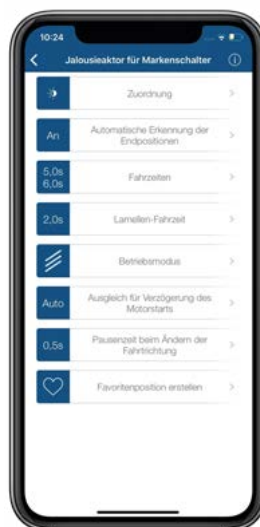 10:24
Jalousieaktor für Markenschalter
Zuordnung
An
Automatische Erkennung der
Endpositionen
5,0s
6,0s
Fahrzeiten
2,0s
Lamellen-Fahrzeit
Betriebsmodus
Auto
Ausgleich für Verzögerung des
Motorstarts
0,5s
Pausenzeit beim Ändern der
Fahrtrichtung
Favoritenposition erstellen